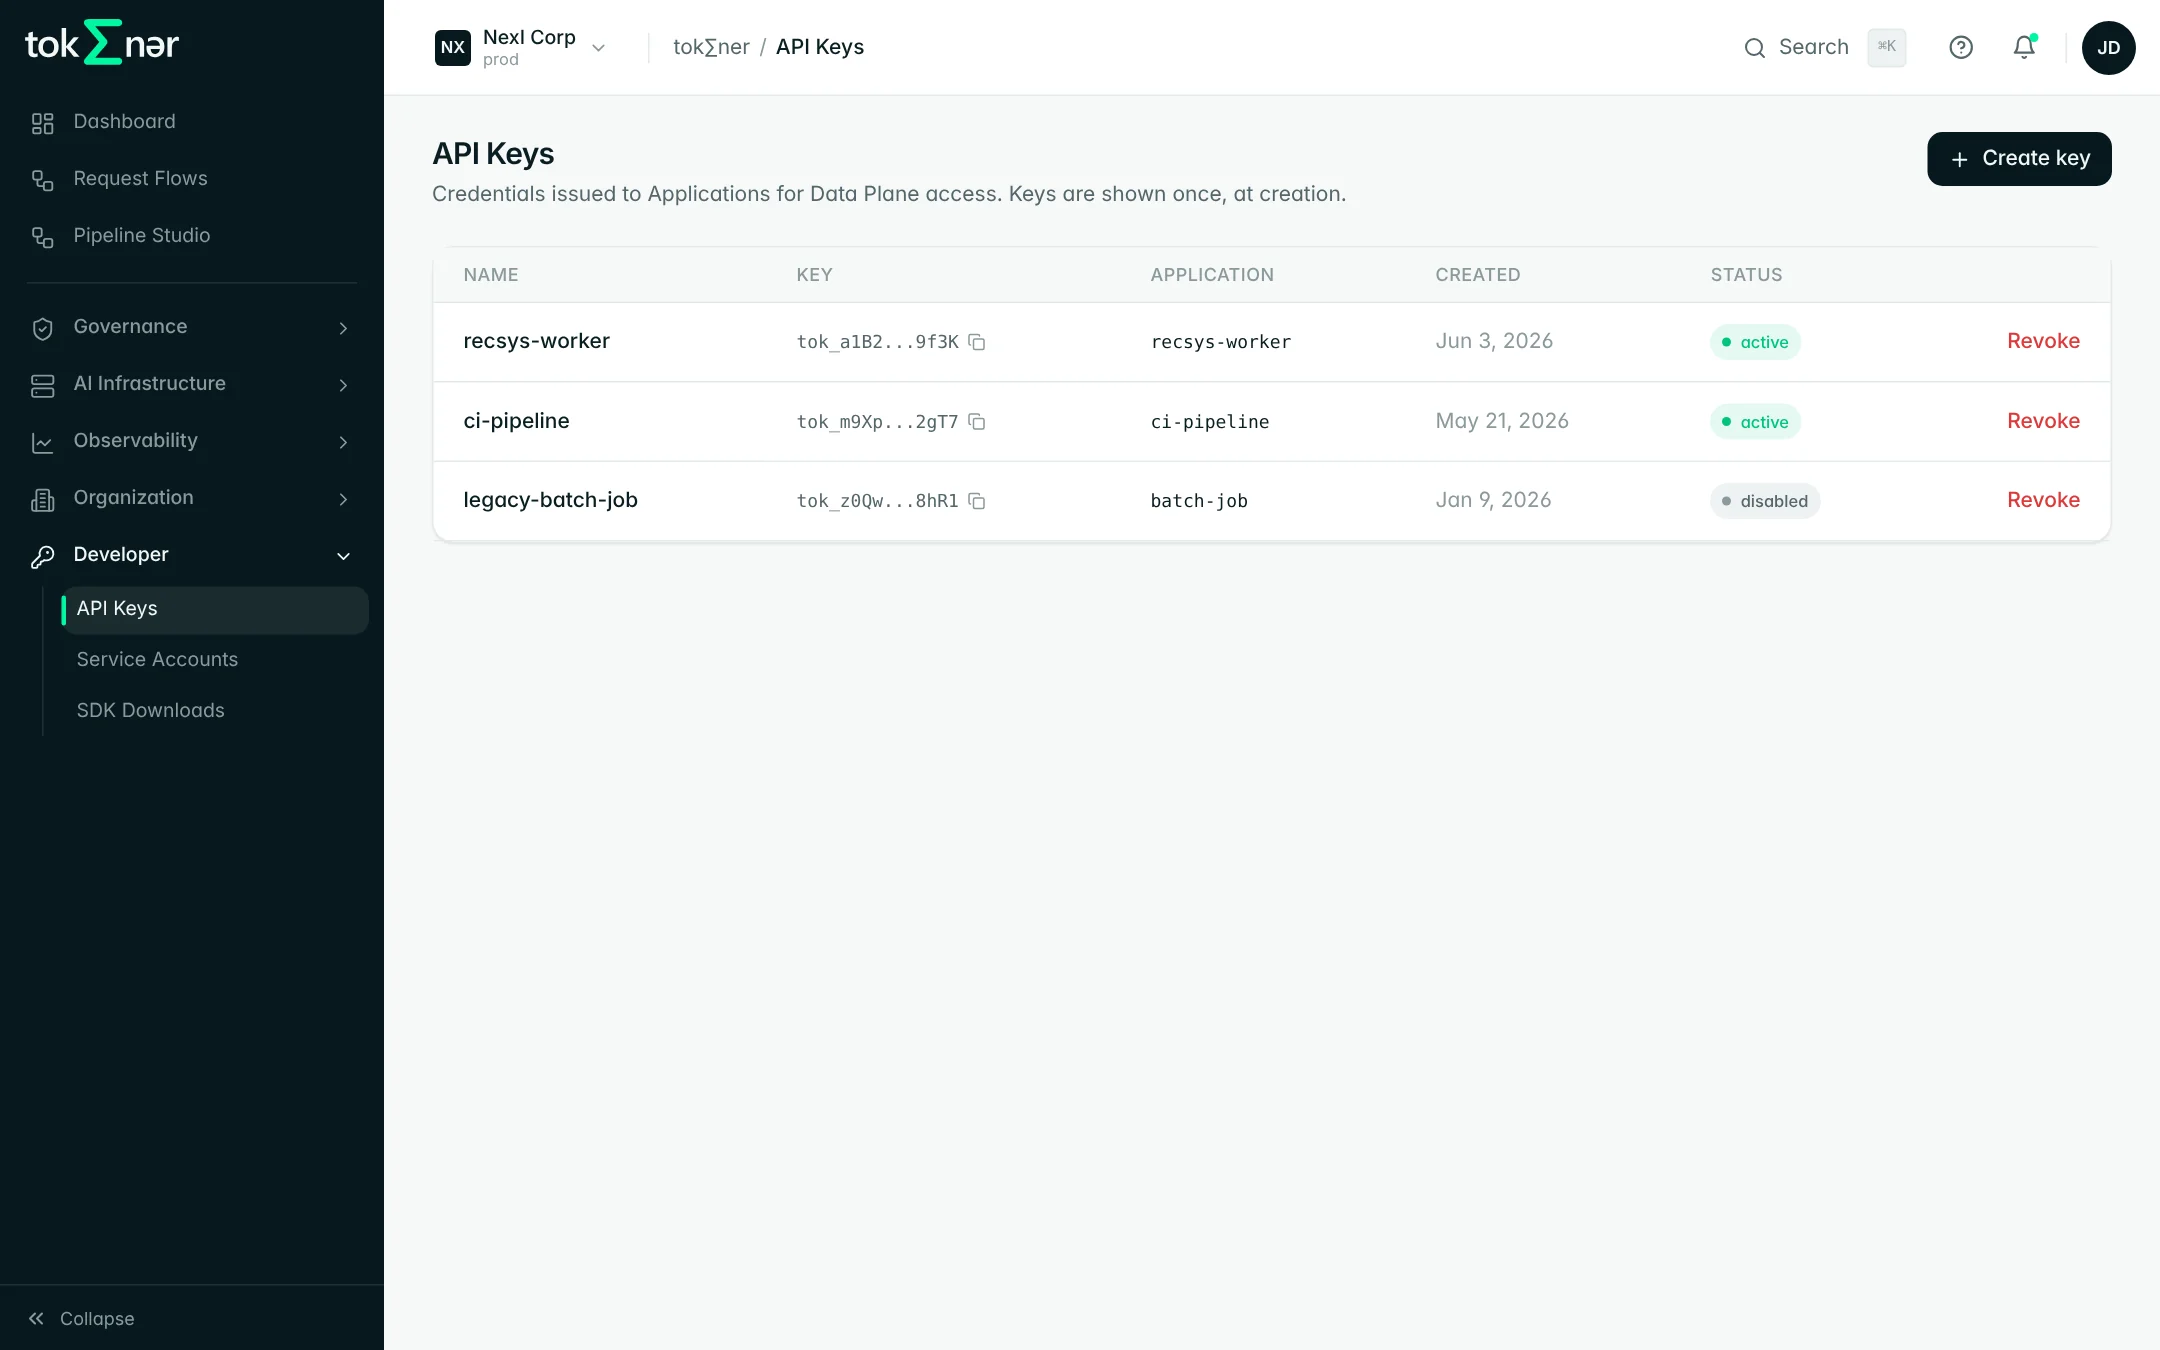 tok∑nər
Dashboard
Request Flows
Pipeline Studio
Governance
AI Infrastructure
Observability
Organization
Developer
API Keys
Service Accounts
SDK Downloads
Collapse
NX
Nexl Corp
prod
tok∑ner / API Keys
Search
⌘K
JD
API Keys
Credentials issued to Applications for Data Plane access. Keys are shown once, at creation.
Create key
NAME KEY APPLICATION CREATED STATUS
recsys-worker tok_a1B2...9f3K recsys-worker Jun 3, 2026 active Revoke
ci-pipeline tok_m9Xp...2gT7 ci-pipeline May 21, 2026 active Revoke
legacy-batch-job tok_z0Qw...8hR1 batch-job Jan 9, 2026 disabled Revoke